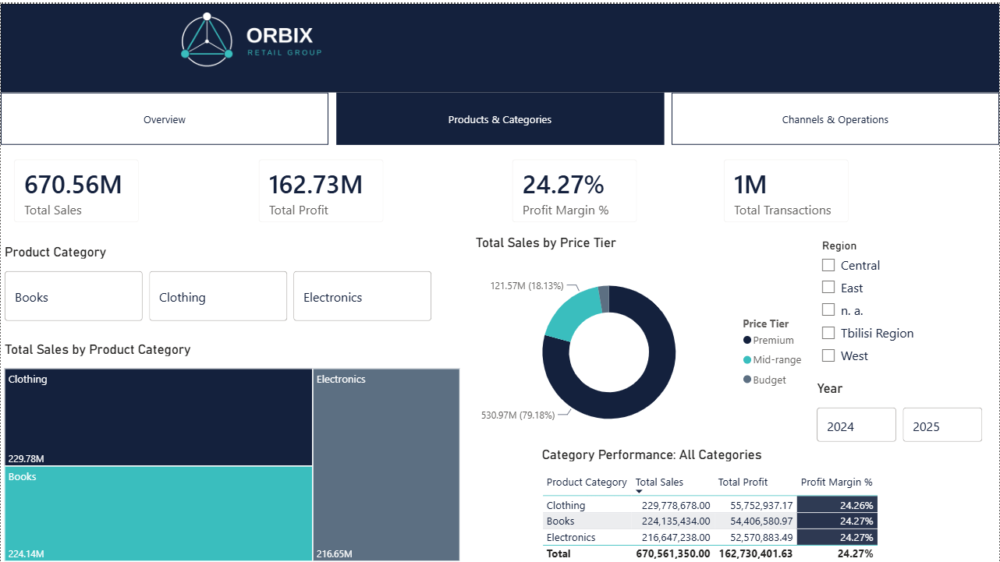 ORBIX
RETAIL GROUP
Overview
Products & Categories
Channels & Operations
670.56M
Total Sales
162.73M
Total Profit
24.27%
Profit Margin %
1M
Total Transactions
Product Category
Books
Clothing
Electronics
Total Sales by Product Category
Clothing
229.78M
Books
224.14M
Electronics
216.65M
Total Sales by Price Tier
121.57M (18.13%)
530.97M (79.18%)
Price Tier
Premium
Mid-range
Budget
Region
Central
East
n. a.
Tbilisi Region
West
Year
2024
2025
Category Performance: All Categories
Product Category Total Sales Total Profit Profit Margin %
Clothing 229,778,678.00 55,752,937.17 24.26%
Books 224,135,434.00 54,406,580.97 24.27%
Electronics 216,647,238.00 52,570,883.49 24.27%
Total 670,561,350.00 162,730,401.63 24.27%